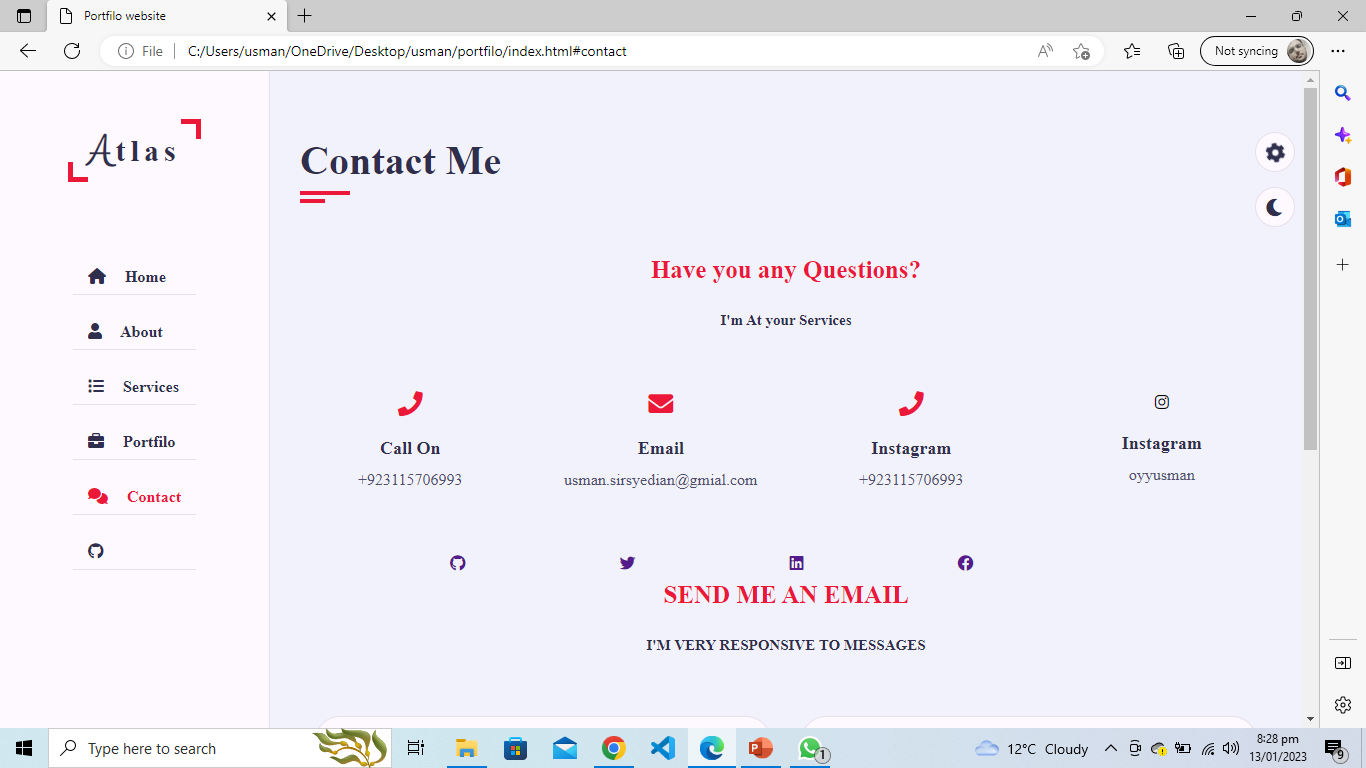 Portfilo website
File
C:/Users/usman/OneDrive/Desktop/usman/portfilo/index.html#contact
Not syncing
Atlas
Home
About
Services
Portfilo
Contact
Contact Me
Have you any Questions?
I'm At your Services
Call On
+923115706993
Email
usman.sirsyedian@gmial.com
Instagram
+923115706993
Instagram
oyyusman
SEND ME AN EMAIL
I'M VERY RESPONSIVE TO MESSAGES
Type here to search
1
12°C Cloudy
8:28 pm
13/01/2023
9